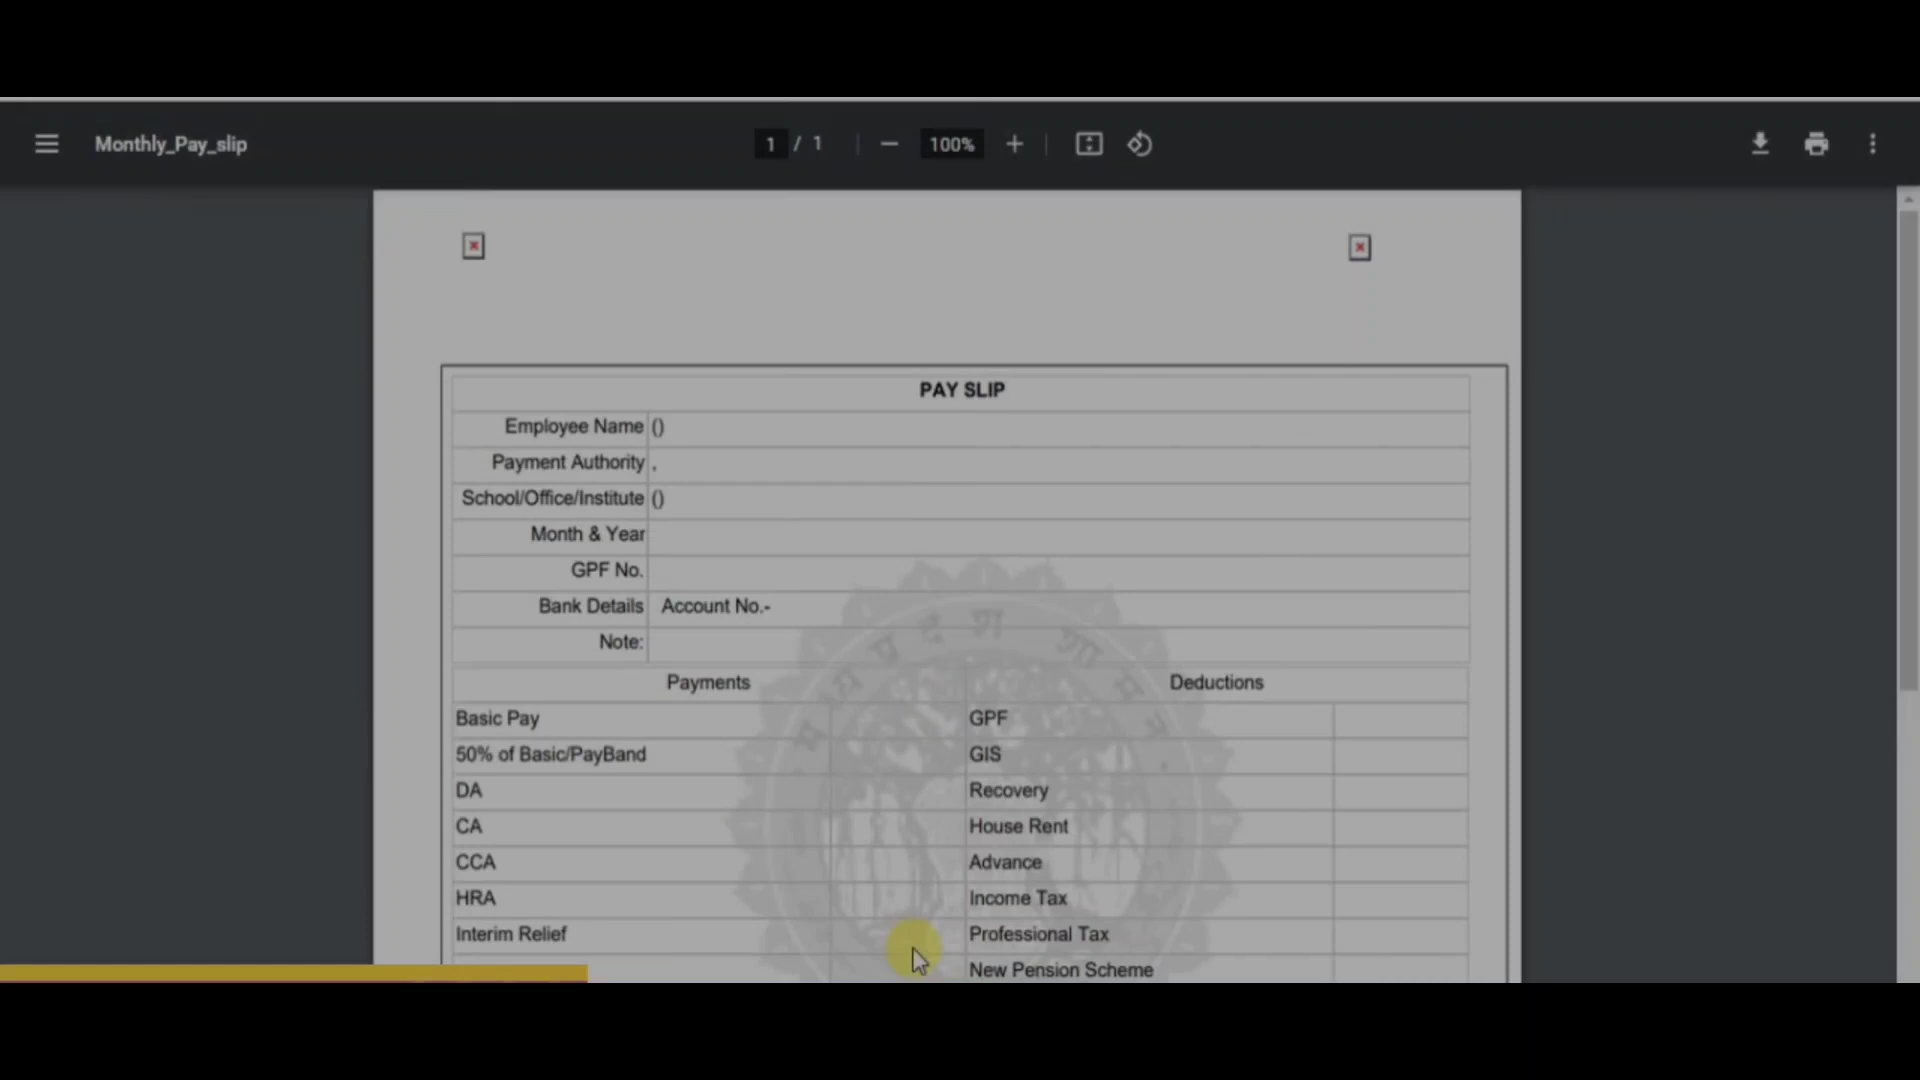 Monthly_Pay_slip
1 / 1
100%
PAY SLIP
Employee Name ()
Payment Authority ,
School/Office/Institute ()
Month & Year
GPF No.
Bank Details Account No.-
Note:
Payments Deductions
Basic Pay GPF
50% of Basic/PayBand GIS
DA Recovery
CA House Rent
CCA Advance
HRA Income Tax
Interim Relief Professional Tax
New Pension Scheme